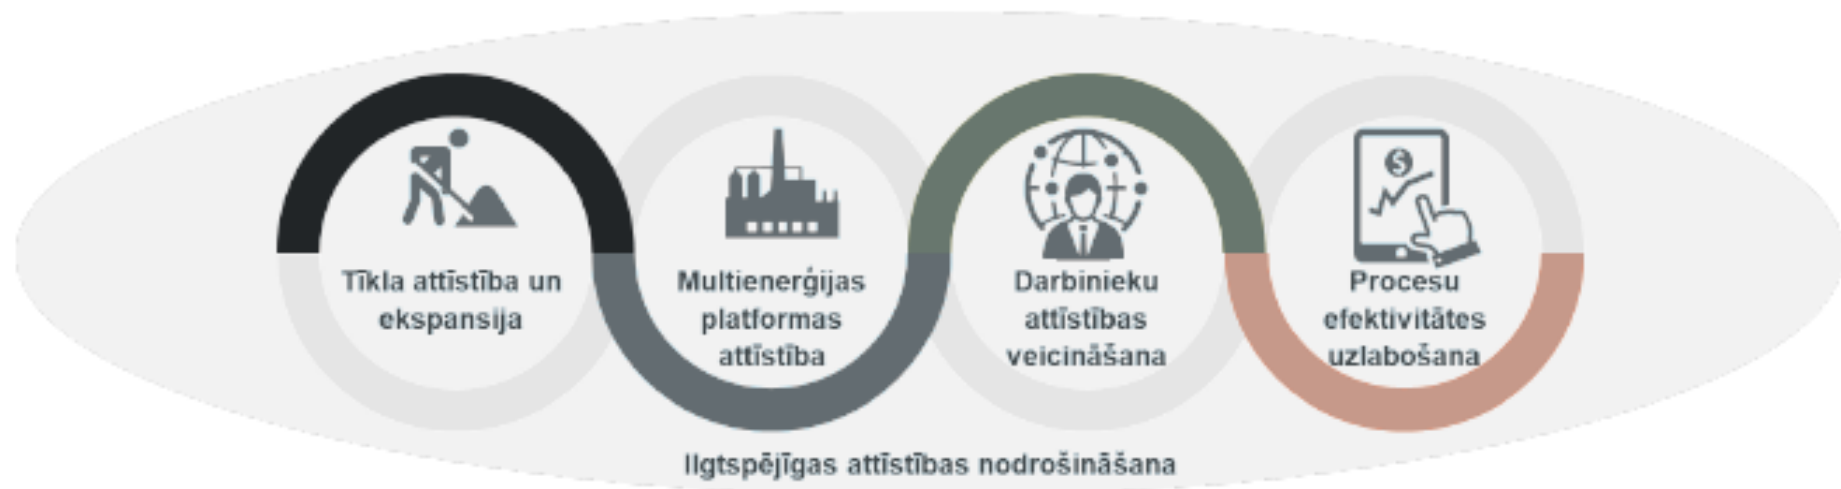 Tīkla attīstība un
ekspansija
Multienerģijas
platformas
attīstība
Darbinieku
attīstības
veicināšana
$
Procesu
efektivitātes
uzlabošana
Ilgtspējīgas attīstības nodrošināšana